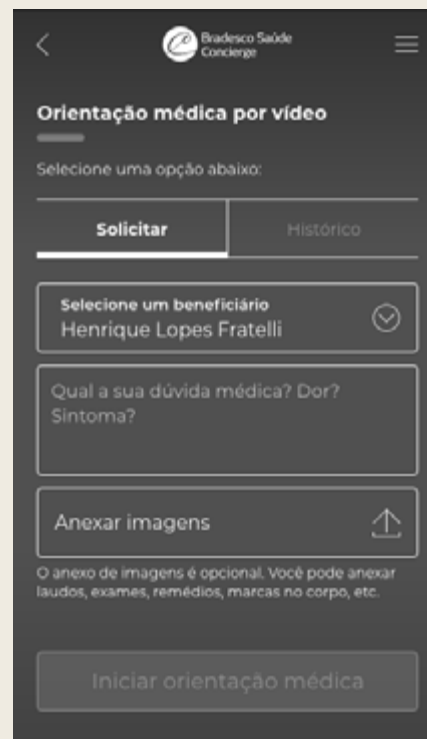 Bradesco Saúde
Concierge
Orientação médica por vídeo
Selecione uma opção abaixo:
Solicitar
Histórico
Selecione um beneficiário
Henrique Lopes Fratelli
Qual a sua dúvida médica? Dor?
Sintoma?
Anexar imagens
O anexo de imagens é opcional. Você pode anexar
laudos, exames, remédios, marcas no corpo, etc.
Iniciar orientação médica